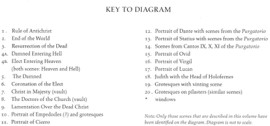 KEY TO DIAGRAM
1. Rule of Antichrist
2. End of the World
3. Resurrection of the Dead
4a. Damned Entering Hell
4b. Elect Entering Heaven
(both scenes: Heaven and Hell)
5. The Damned
6. Coronation of the Elect
7. Christ in Majesty (vault)
8. The Doctors of the Church (vault)
9. Lamentation Over the Dead Christ
10. Portrait of Empedocles (?) and grotesques
11. Portrait of Cicero
12. Portrait of Dante with scenes from the Purgatorio
13. Portrait of Statius with scenes from the Purgatorio
14. Scenes from Cantos IX, X, XI of the Purgatorio
15. Portrait of Ovid
16. Portrait of Virgil
17. Portrait of Lucan
18. Judith with the Head of Holofernes
19. Grotesques with uniting scene
21. Grotesques on pilasters (similar scenes)
* windows
Note: Only those scenes that are described in this volume have
been identified on the diagram. Diagram is not to scale.